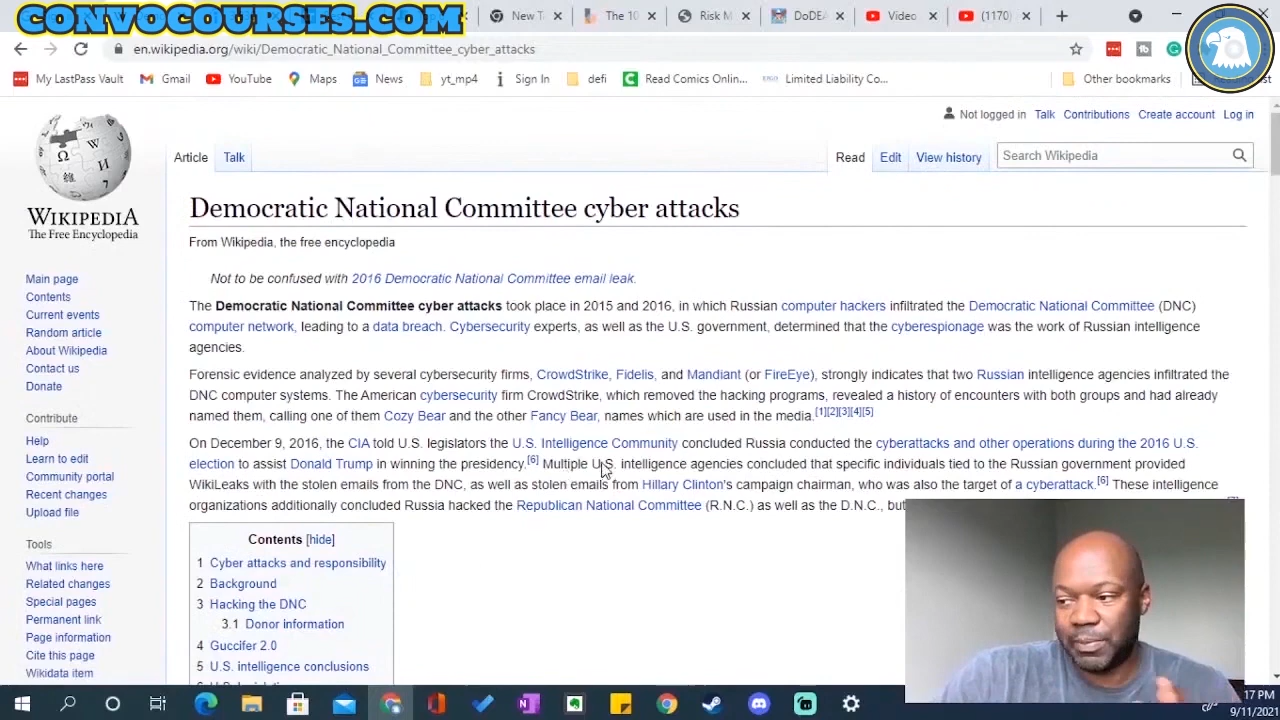 CONVOCOURSES.COM
New T
The 10
Risk M
DoDEA
Video
(1170)
en.wikipedia.org/wiki/Democratic_National_Committee_cyber_attacks
My LastPass Vault
Gmail
YouTube
Maps
News
yt_mp4
Sign In
defi
Read Comics Onlin...
Limited Liability Co...
Other bookmarks
Not logged in Talk Contributions Create account Log in
WIKIPEDIA
The Free Encyclopedia
Article Talk
Read Edit View history
Search Wikipedia
Democratic National Committee cyber attacks
From Wikipedia, the free encyclopedia
Not to be confused with 2016 Democratic National Committee email leak.
The Democratic National Committee cyber attacks took place in 2015 and 2016, in which Russian computer hackers infiltrated the Democratic National Committee (DNC)
computer network, leading to a data breach. Cybersecurity experts, as well as the U.S. government, determined that the cyberespionage was the work of Russian intelligence
agencies.
Forensic evidence analyzed by several cybersecurity firms, CrowdStrike, Fidelis, and Mandiant (or FireEye), strongly indicates that two Russian intelligence agencies infiltrated the
DNC computer systems. The American cybersecurity firm CrowdStrike, which removed the hacking programs, revealed a history of encounters with both groups and had already
named them, calling one of them Cozy Bear and the other Fancy Bear, names which are used in the media.[1][2][3][4][5]
On December 9, 2016, the CIA told U.S. legislators the U.S. Intelligence Community concluded Russia conducted the cyberattacks and other operations during the 2016 U.S.
election to assist Donald Trump in winning the presidency.[6] Multiple U.S. intelligence agencies concluded that specific individuals tied to the Russian government provided
WikiLeaks with the stolen emails from the DNC, as well as stolen emails from Hillary Clinton's campaign chairman, who was also the target of a cyberattack.[6] These intelligence
organizations additionally concluded Russia hacked the Republican National Committee (R.N.C.) as well as the D.N.C., but
Contents [hide]
1 Cyber attacks and responsibility
2 Background
3 Hacking the DNC
3.1 Donor information
4 Guccifer 2.0
5 U.S. intelligence conclusions
Main page
Contents
Current events
Random article
About Wikipedia
Contact us
Donate
Contribute
Help
Learn to edit
Community portal
Recent changes
Upload file
Tools
What links here
Related changes
Special pages
Permanent link
Page information
Cite this page
Wikidata item
:17 PM
9/11/2021